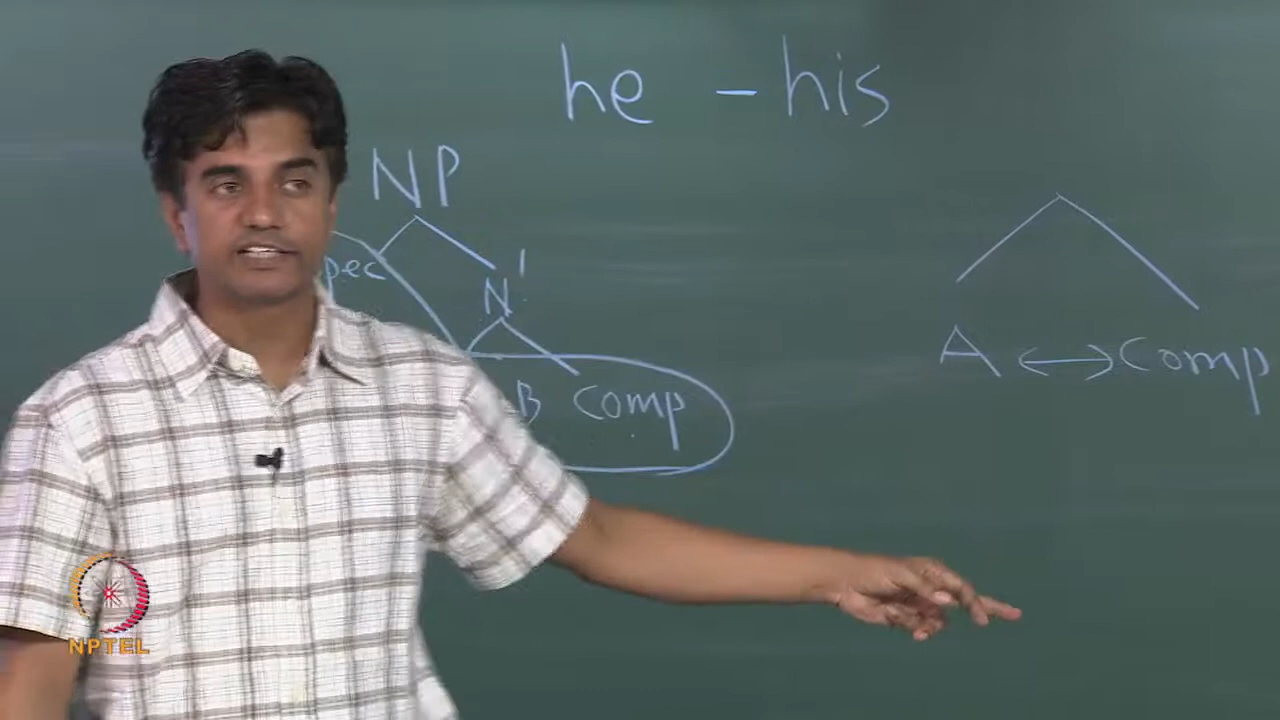 he - his
NP
pec
N'
B Comp
A ↔ Comp
NPTEL